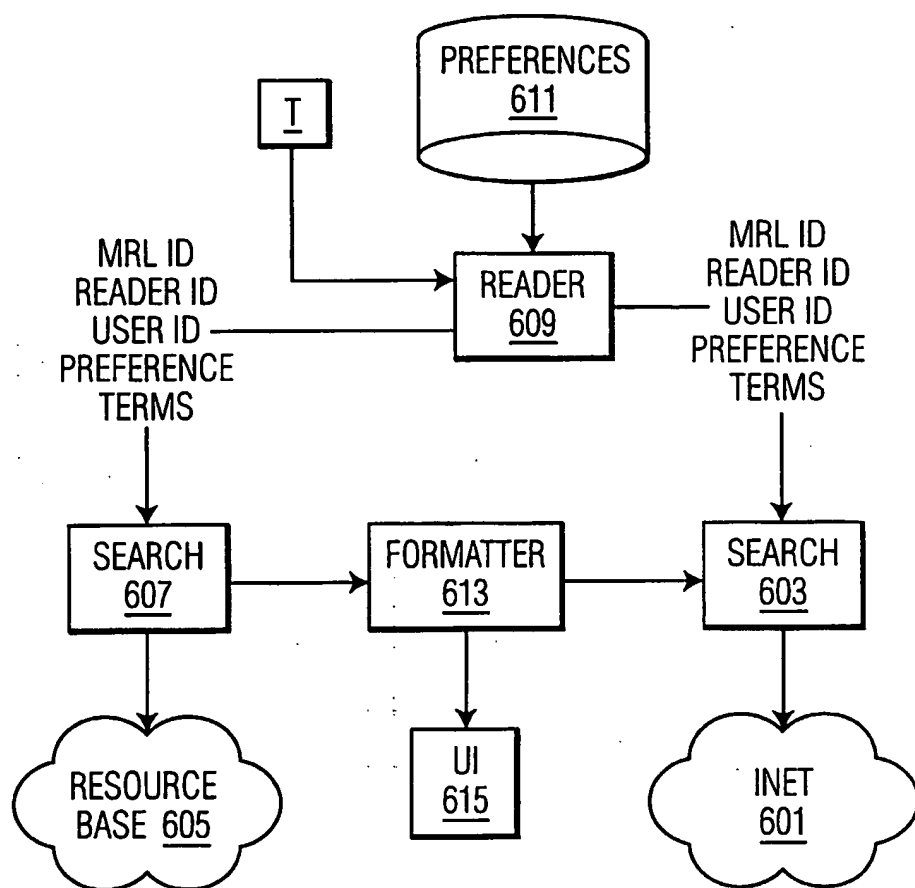 PREFERENCES
611
T
MRL ID
READER ID
USER ID
PREFERENCE
TERMS
READER
609
MRL ID
READER ID
USER ID
PREFERENCE
TERMS
SEARCH
607
FORMATTER
613
SEARCH
603
RESOURCE
BASE 605
UI
615
INET
601